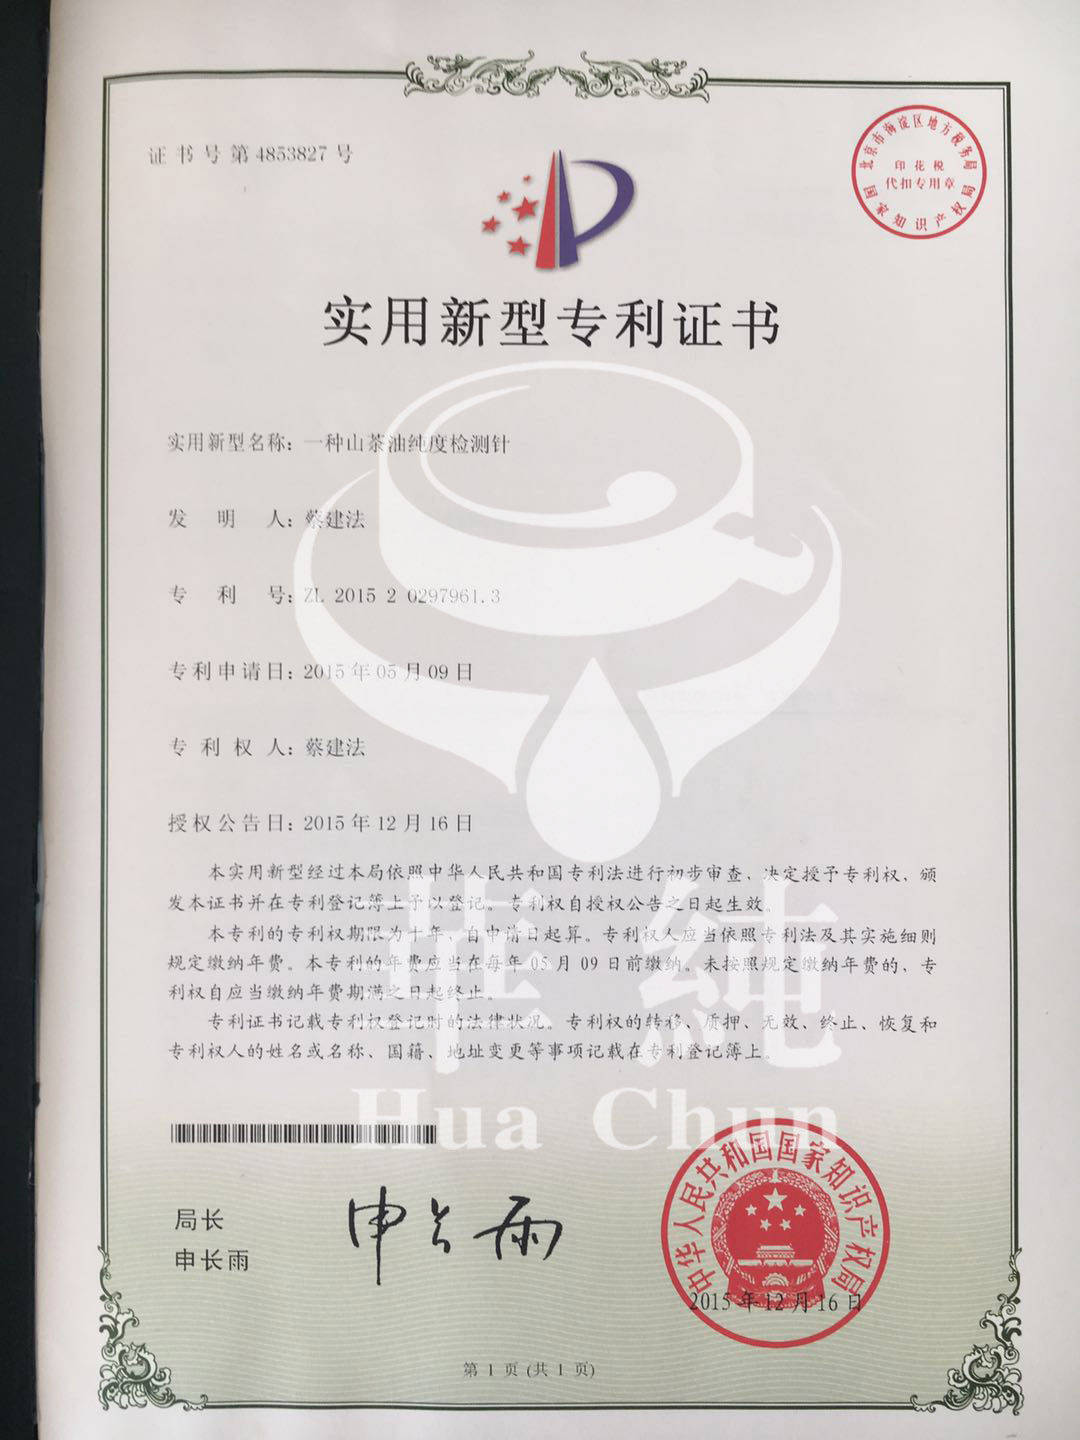 证书号第4853827号
北京市海淀区地方税务局
印花税
代扣专用章
国家知识产权局
实用新型专利证书
实用新型名称：一种山茶油纯度检测针
发明人：蔡建法
专利号：ZL 2015 2 0297961.3
专利申请日：2015年05月09日
专利权人：蔡建法
授权公告日：2015年12月16日
本实用新型经过本局依照中华人民共和国专利法进行初步审查，决定授予专利权，颁
发本证书并在专利登记簿上予以登记。专利权自授权公告之日起生效。
本专利的专利权期限为十年，自申请日起算。专利权人应当依照专利法及其实施细则
规定缴纳年费。本专利的年费应当在每年05月09日前缴纳。未按照规定缴纳年费的，专
利权自应当缴纳年费期满之日起终止。
专利证书记载专利权登记时的法律状况。专利权的转移、质押、无效、终止、恢复和
专利权人的姓名或名称、国籍、地址变更等事项记载在专利登记簿上。
Hua Chun
局长
申长雨
申长雨
中华人民共和国国家知识产权局
2015年12月16日
第1页(共1页)